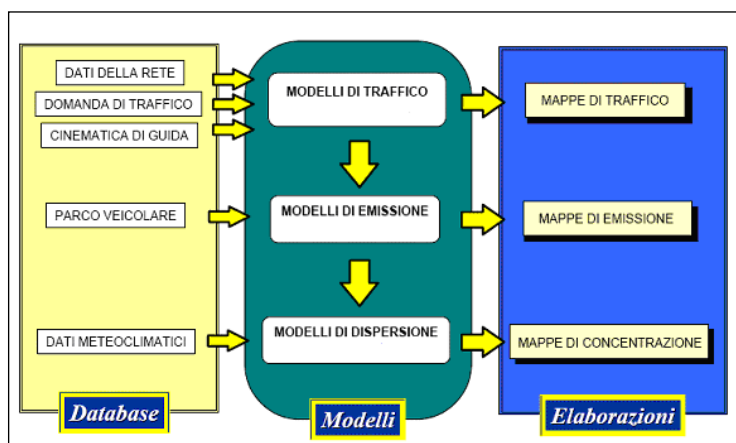 DATI DELLA RETE
DOMANDA DI TRAFFICO
CINEMATICA DI GUIDA
PARCO VEICOLARE
DATI METEOCLIMATICI
Database
MODELLI DI TRAFFICO
MODELLI DI EMISSIONE
MODELLI DI DISPERSIONE
Modelli
MAPPE DI TRAFFICO
MAPPE DI EMISSIONE
MAPPE DI CONCENTRAZIONE
Elaborazioni